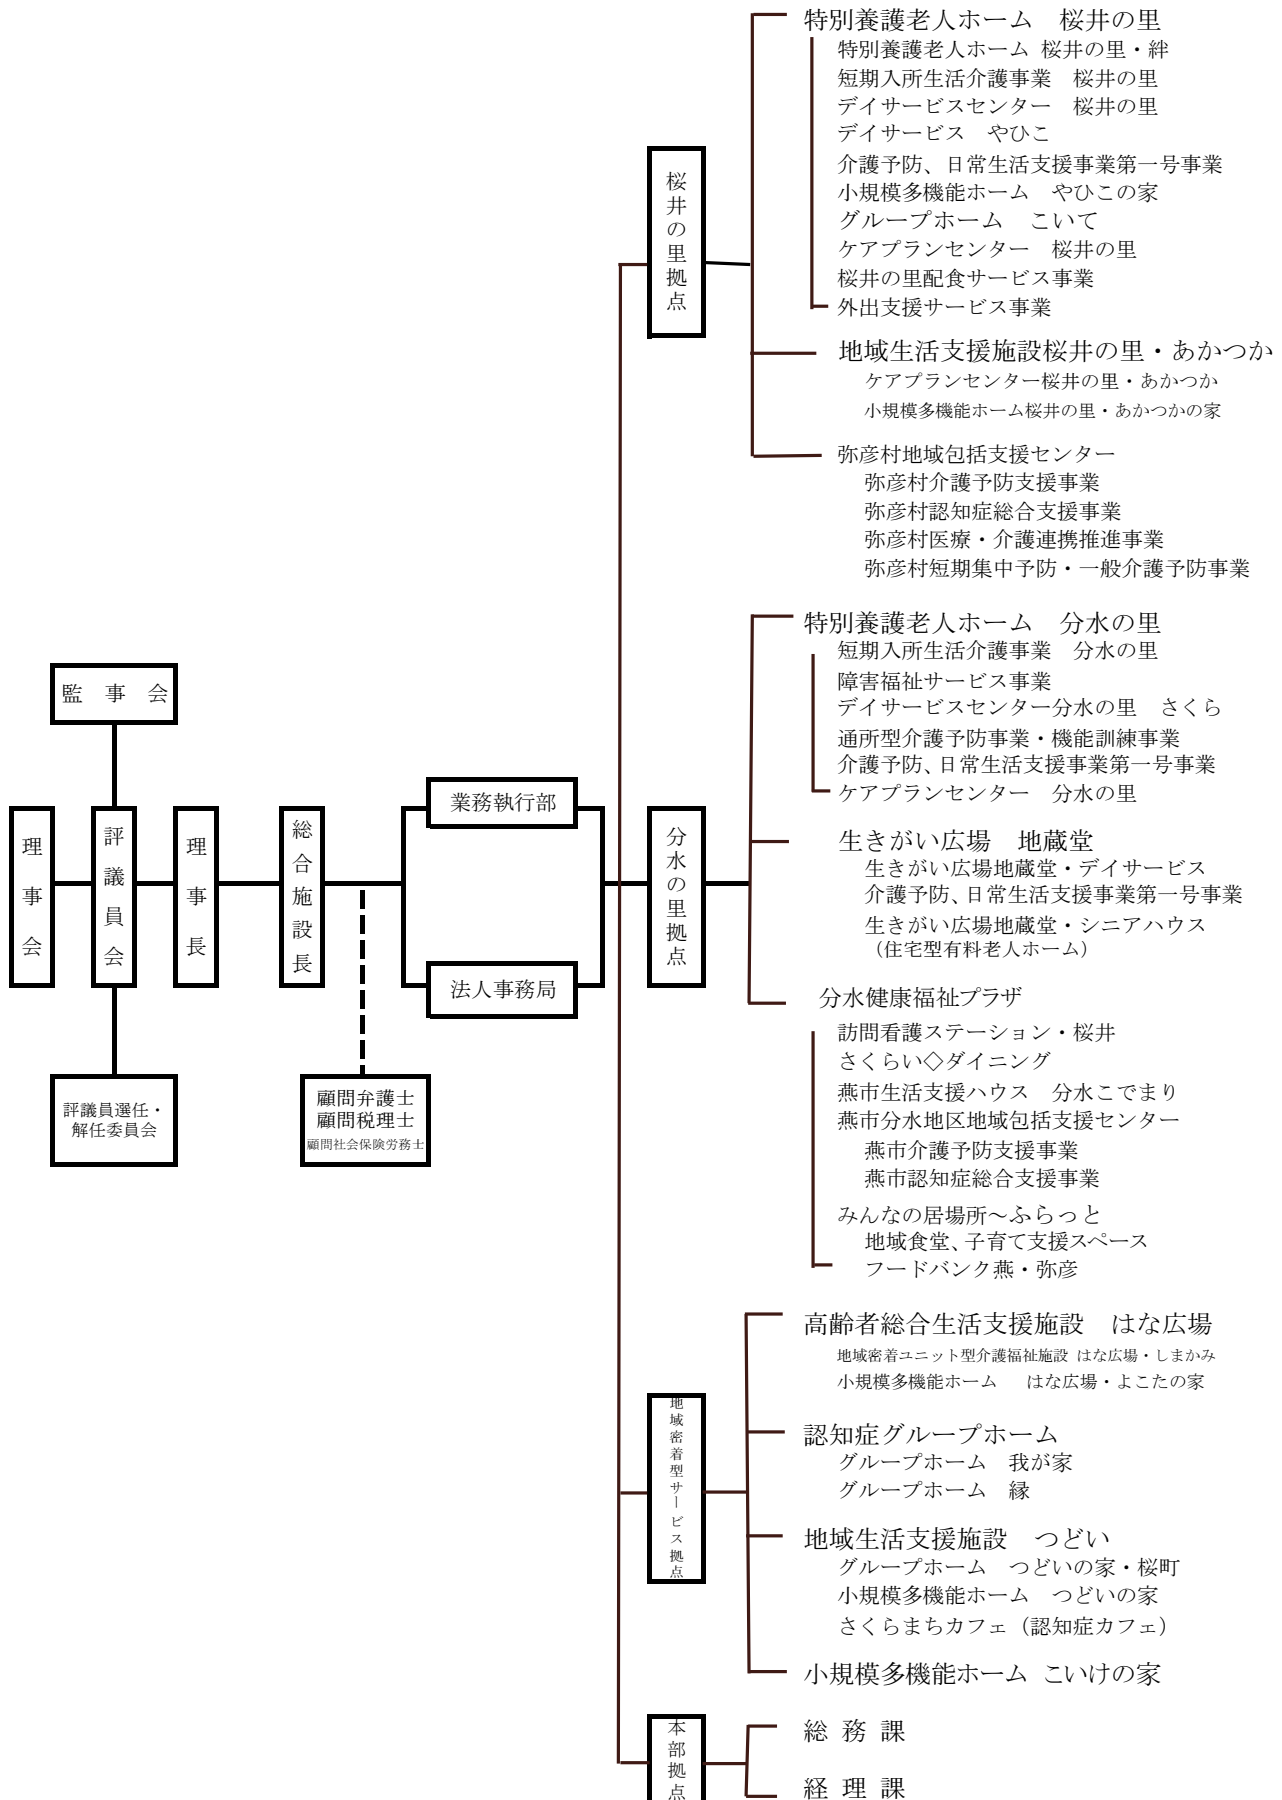 監　事　会
理事会
評議員会
理事長
総合施設長
業務執行部
法人事務局
評議員選任・
解任委員会
顧問弁護士
顧問税理士
顧問社会保険労務士
桜井の里拠点
特別養護老人ホーム　桜井の里
特別養護老人ホーム 桜井の里・絆
短期入所生活介護事業　桜井の里
デイサービスセンター　桜井の里
デイサービス　やひこ
介護予防、日常生活支援事業第一号事業
小規模多機能ホーム　やひこの家
グループホーム　こいて
ケアプランセンター　桜井の里
桜井の里配食サービス事業
外出支援サービス事業
地域生活支援施設桜井の里・あかつか
ケアプランセンター桜井の里・あかつか
小規模多機能ホーム桜井の里・あかつかの家
弥彦村地域包括支援センター
弥彦村介護予防支援事業
弥彦村認知症総合支援事業
弥彦村医療・介護連携推進事業
弥彦村短期集中予防・一般介護予防事業
分水の里拠点
特別養護老人ホーム　分水の里
短期入所生活介護事業　分水の里
障害福祉サービス事業
デイサービスセンター分水の里　さくら
通所型介護予防事業・機能訓練事業
介護予防、日常生活支援事業第一号事業
ケアプランセンター　分水の里
生きがい広場　地蔵堂
生きがい広場地蔵堂・デイサービス
介護予防、日常生活支援事業第一号事業
生きがい広場地蔵堂・シニアハウス
（住宅型有料老人ホーム）
分水健康福祉プラザ
訪問看護ステーション・桜井
さくらい◇ダイニング
燕市生活支援ハウス　分水こでまり
燕市分水地区地域包括支援センター
燕市介護予防支援事業
燕市認知症総合支援事業
みんなの居場所～ふらっと
地域食堂、子育て支援スペース
フードバンク燕・弥彦
地域密着型サービス拠点
高齢者総合生活支援施設　はな広場
地域密着ユニット型介護福祉施設 はな広場・しまかみ
小規模多機能ホーム　はな広場・よこたの家
認知症グループホーム
グループホーム　我が家
グループホーム　縁
地域生活支援施設　つどい
グループホーム　つどいの家・桜町
小規模多機能ホーム　つどいの家
さくらまちカフェ（認知症カフェ）
小規模多機能ホーム こいけの家
本部拠点
総 務 課
経 理 課